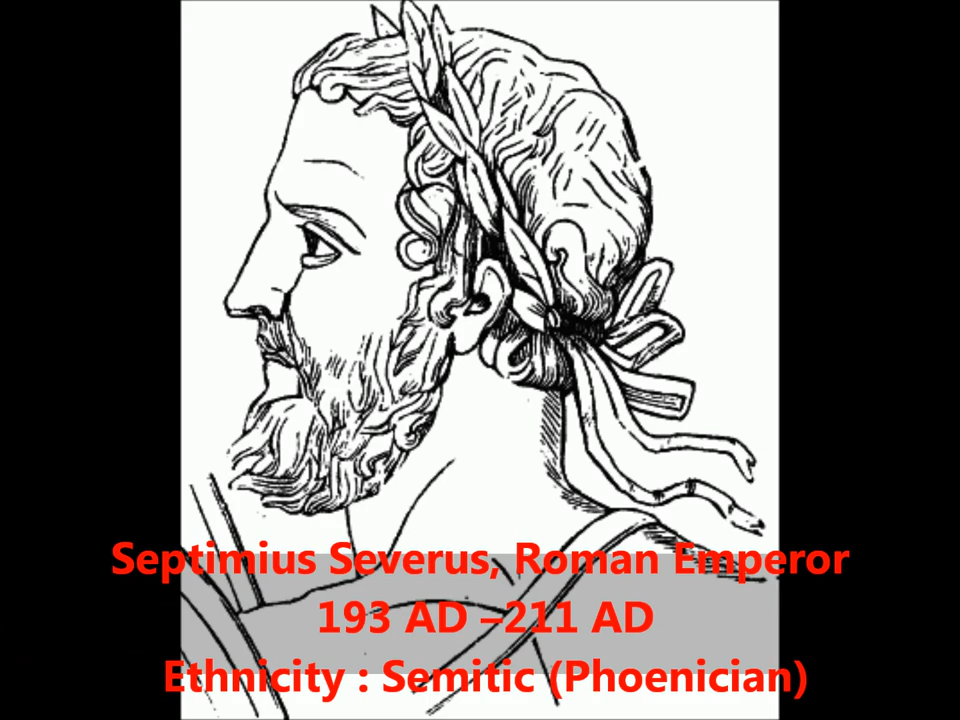 Septimius Severus, Roman Emperor
193 AD –211 AD
Ethnicity : Semitic (Phoenician)